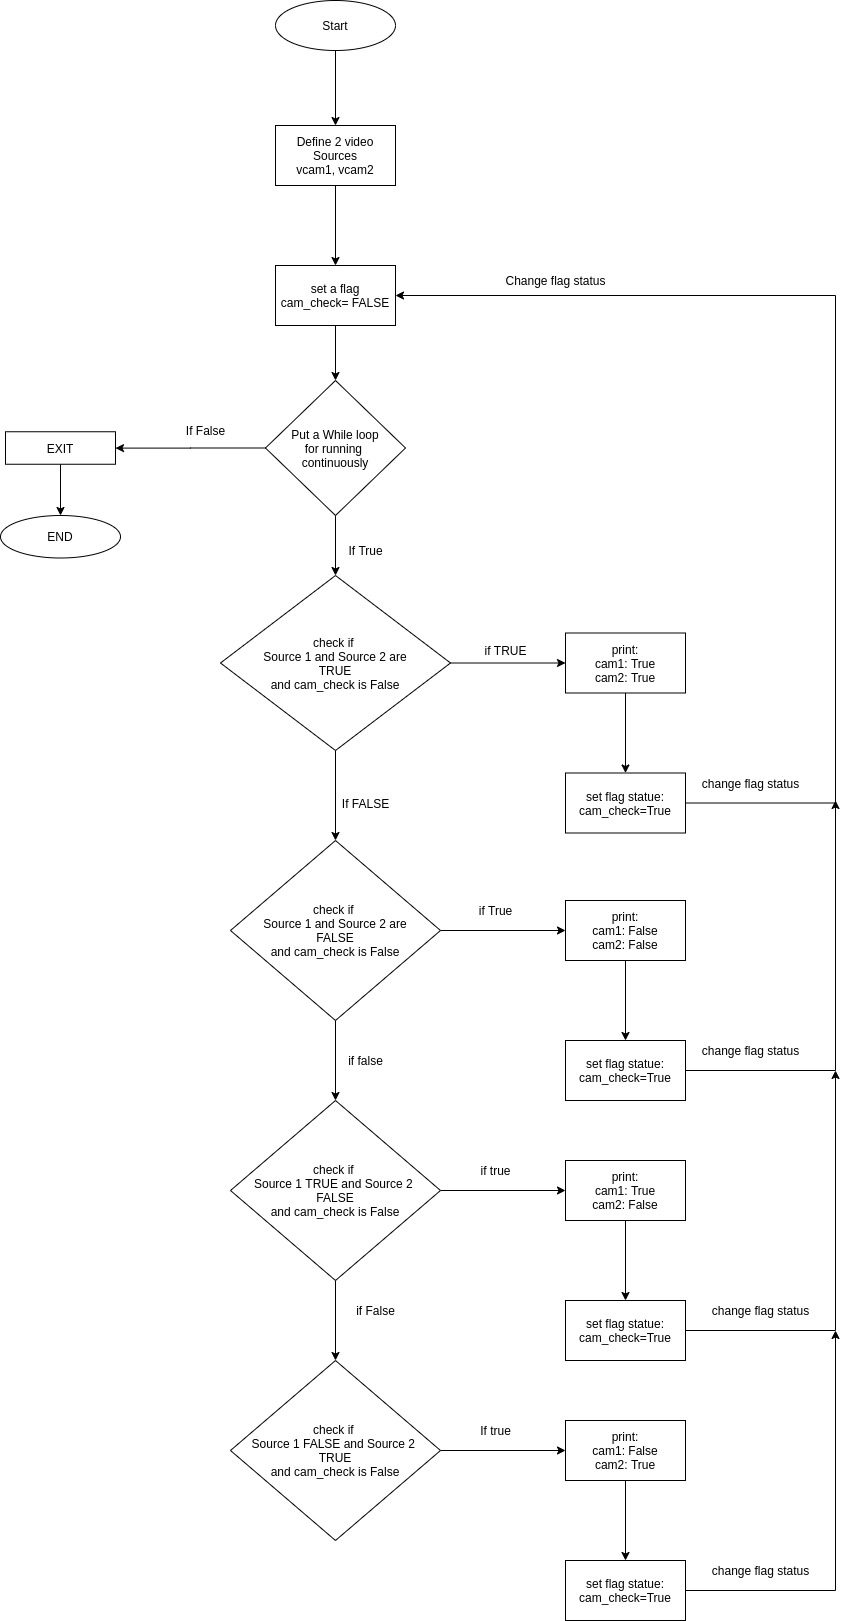 Start
Define 2 video
Sources
vcam1, vcam2
set a flag
cam_check= FALSE
Change flag status
Put a While loop
for running
continuously
If False
EXIT
END
If True
check if
Source 1 and Source 2 are
TRUE
and cam_check is False
if TRUE
print:
cam1: True
cam2: True
set flag statue:
cam_check=True
change flag status
If FALSE
check if
Source 1 and Source 2 are
FALSE
and cam_check is False
if True
print:
cam1: False
cam2: False
set flag statue:
cam_check=True
change flag status
if false
check if
Source 1 TRUE and Source 2
FALSE
and cam_check is False
if true
print:
cam1: True
cam2: False
set flag statue:
cam_check=True
change flag status
if False
check if
Source 1 FALSE and Source 2
TRUE
and cam_check is False
If true
print:
cam1: False
cam2: True
set flag statue:
cam_check=True
change flag status